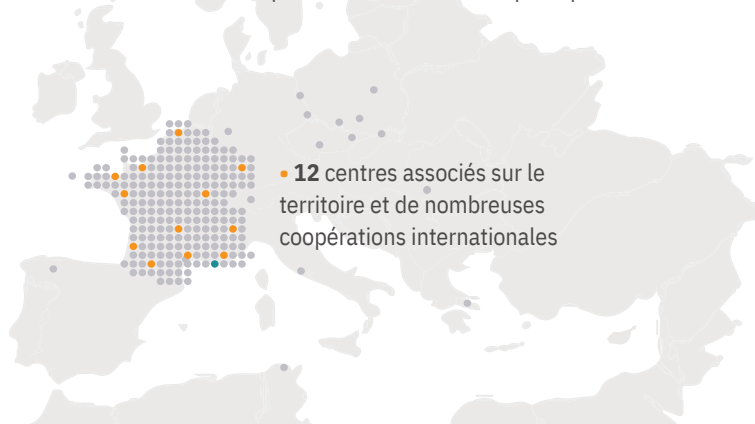 • 12 centres associés sur le
territoire et de nombreuses
coopérations internationales